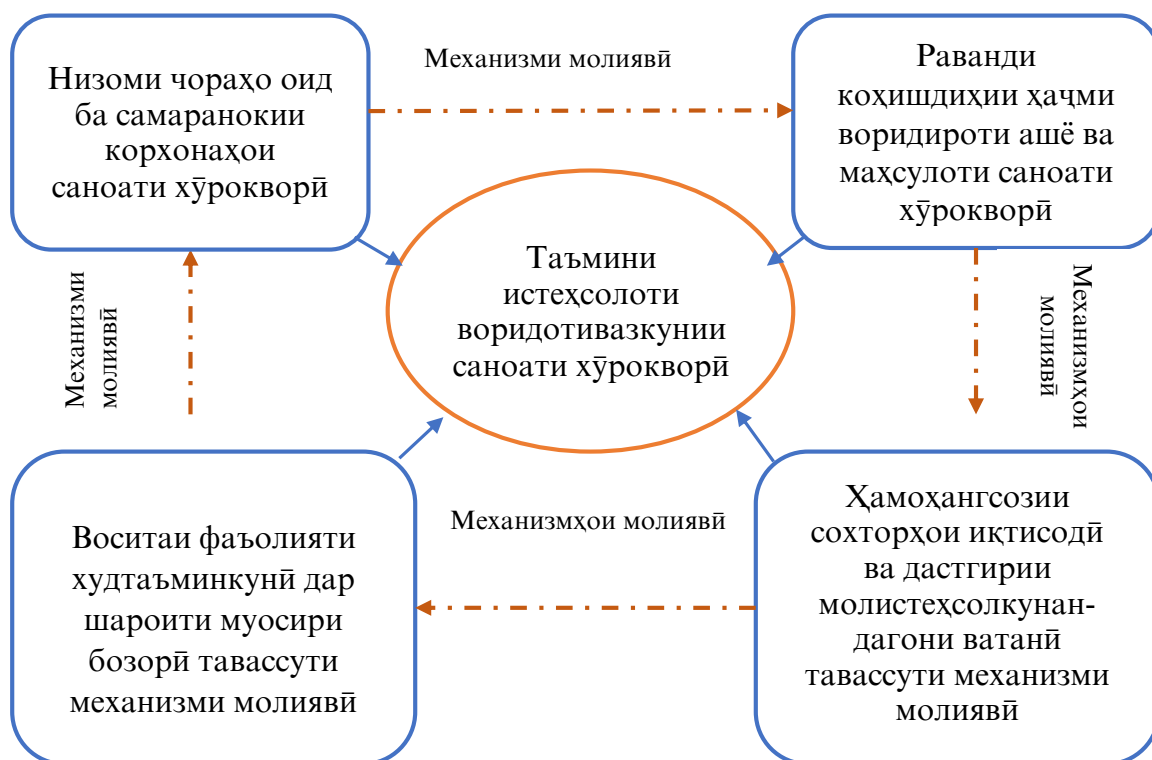 Низоми чораҳо оид
ба самаранокии
корхонаҳои
саноати хӯрокворӣ
Механизми молиявӣ
Раванди
коҳишдиҳии ҳаҷми
воридироти ашё ва
маҳсулоти саноати
хӯрокворӣ
Таъмини
истеҳсолоти
воридотивазкунии
саноати хӯрокворӣ
Механизми
молиявӣ
Механизмҳои
молиявӣ
Воситаи фаъолияти
худтаъминкунӣ дар
шароити муосири
бозорӣ тавассути
механизми молиявӣ
Механизмҳои молиявӣ
Ҳамоҳангсозии
сохторҳои иқтисодӣ
ва дастгирии
молистеҳсолкунан-
дагони ватанӣ
тавассути механизми
молиявӣ